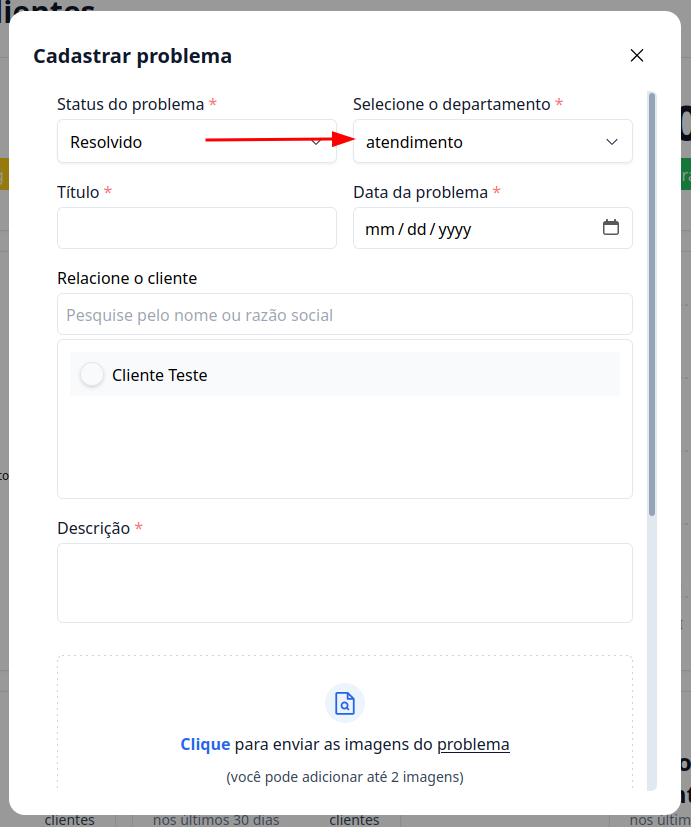 Cadastrar problema
Status do problema *
Selecione o departamento *
Resolvido
atendimento
Título *
Data da problema *
mm / dd / yyyy
Relacione o cliente
Pesquise pelo nome ou razão social
Cliente Teste
Descrição *
Clique para enviar as imagens do problema
(você pode adicionar até 2 imagens)
clientes
nos últimos 30 dias
clientes